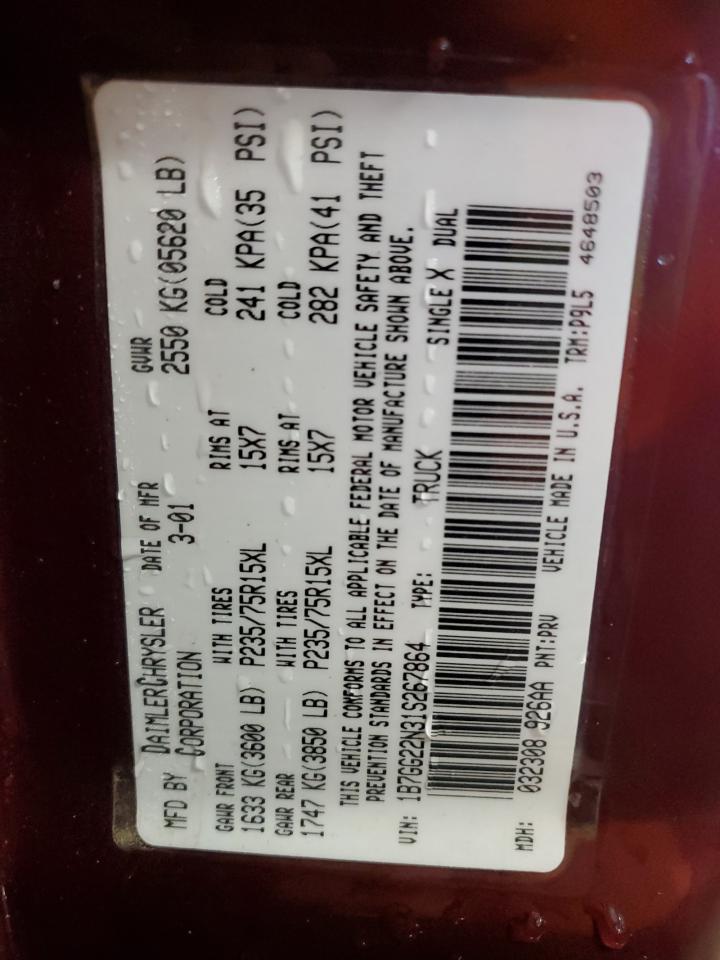 MFD BY DAIMLERCHRYSLER CORPORATION DATE OF MFR 3-01 GVWR 2550 KG(05620 LB)
GAWR FRONT WITH TIRES RIMS AT COLD
1633 KG(3600 LB) P235/75R15XL 15X7 241 KPA(35 PSI)
GAWR REAR WITH TIRES RIMS AT COLD
1747 KG(3850 LB) P235/75R15XL 15X7 282 KPA(41 PSI)
THIS VEHICLE CONFORMS TO ALL APPLICABLE FEDERAL MOTOR VEHICLE SAFETY AND THEFT
PREVENTION STANDARDS IN EFFECT ON THE DATE OF MANUFACTURE SHOWN ABOVE.
VIN: 1B7GG22N31S267864 TYPE: TRUCK SINGLE X DUAL
MDH: 032308 926AA PNT:PRV VEHICLE MADE IN U.S.A. TRM:P9L5 4648503